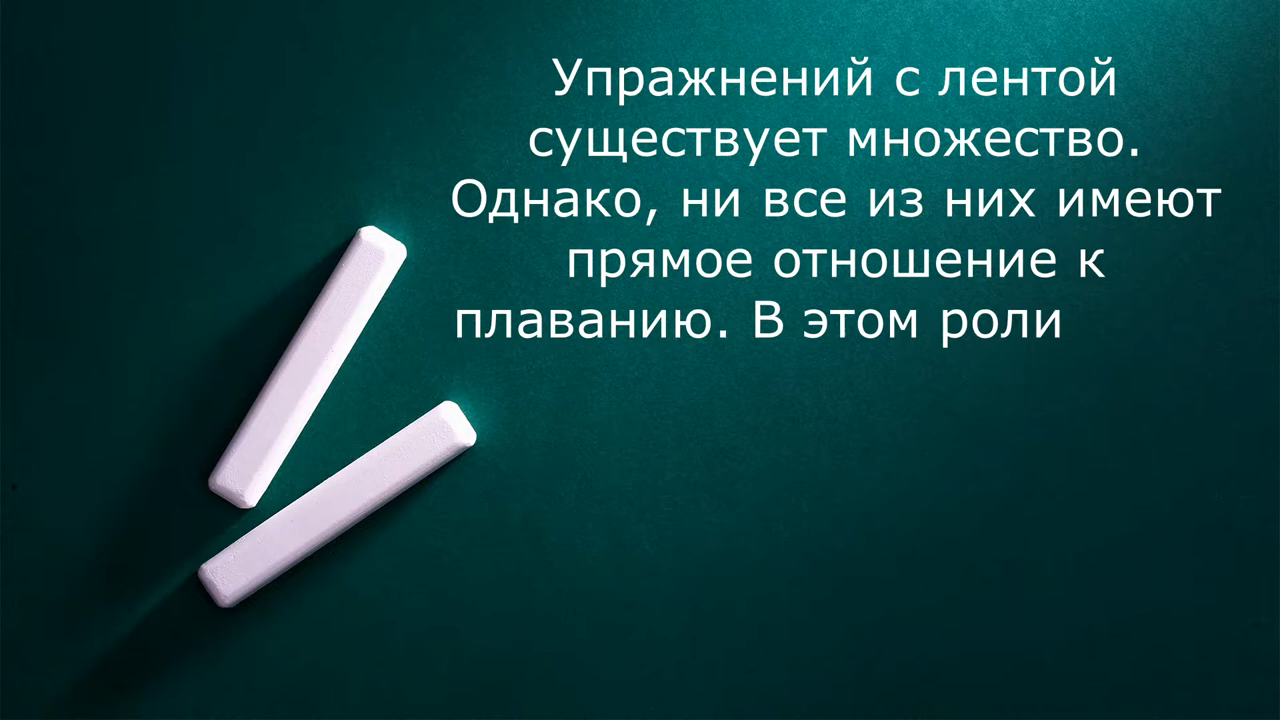 Упражнений с лентой
существует множество.
Однако, ни все из них имеют
прямое отношение к
плаванию. В этом роли